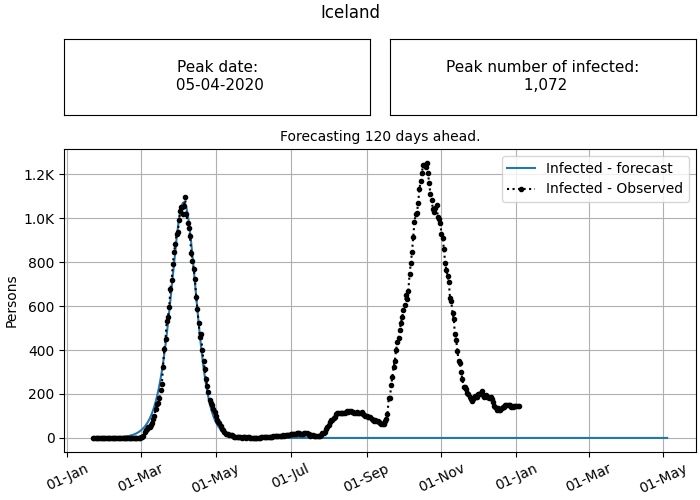 Iceland
Peak date:
05-04-2020
Peak number of infected:
1,072
Forecasting 120 days ahead.
Infected - forecast
Infected - Observed
1.2K
1.0K
800
600
400
200
0
Persons
01-Jan
01-Mar
01-May
01-Jul
01-Sep
01-Nov
01-Jan
01-Mar
01-May